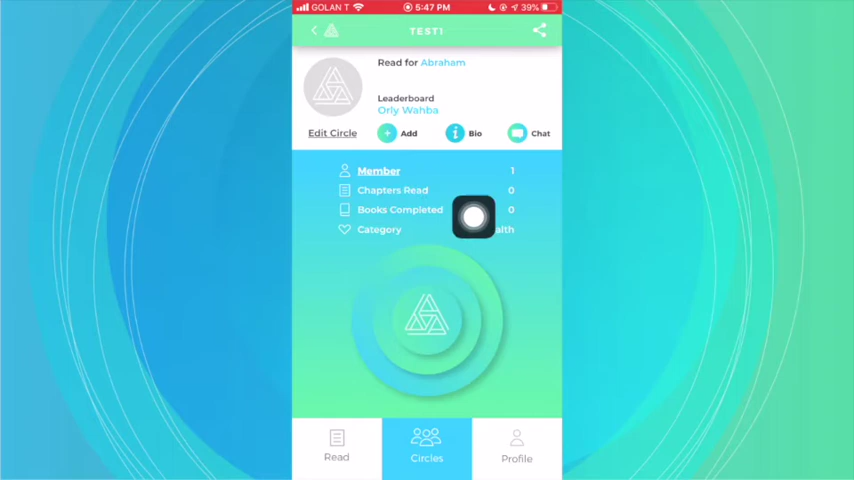 GOLAN T 5:47 PM 39%
TEST1
Read for Abraham
Leaderboard
Orly Wahba
Edit Circle Add Bio Chat
Member 1
Chapters Read 0
Books Completed 0
Category
Read Circles Profile